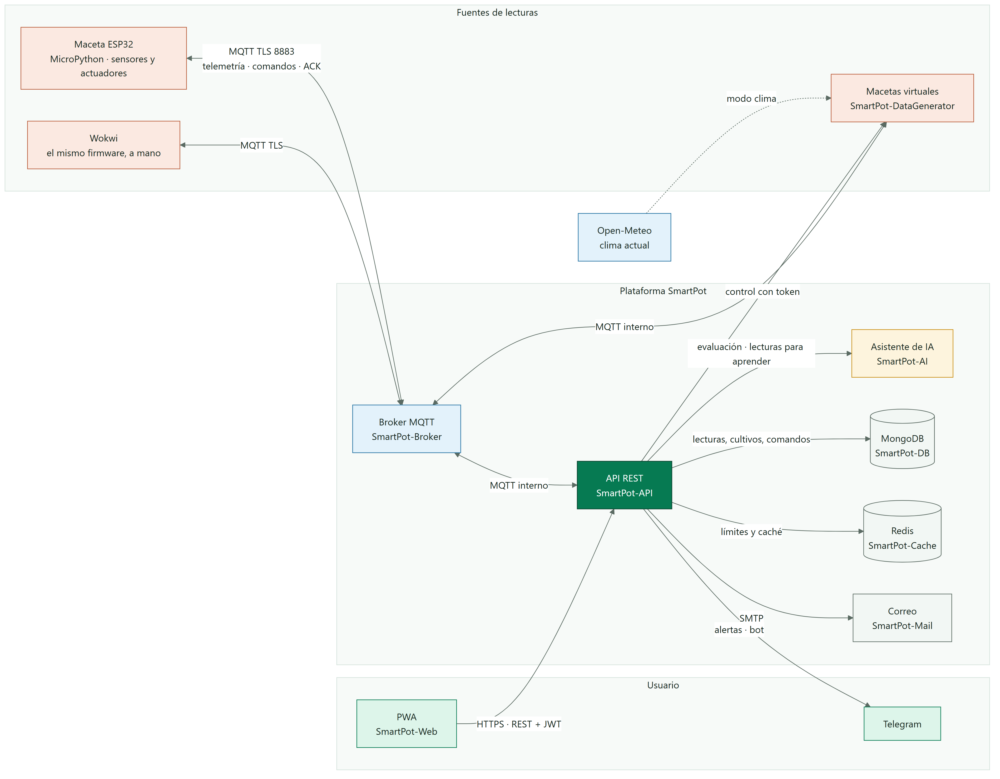 Fuentes de lecturas
Maceta ESP32
MicroPython · sensores y
actuadores
MQTT TLS 8883
telemetría · comandos · ACK
Macetas virtuales
SmartPot-DataGenerator
modo clima
Wokwi
el mismo firmware, a mano
MQTT TLS
Open-Meteo
clima actual
Plataforma SmartPot
control con token
MQTT interno
evaluación · lecturas para
aprender
Asistente de IA
SmartPot-AI
Broker MQTT
SmartPot-Broker
lecturas, cultivos, comandos
MongoDB
SmartPot-DB
MQTT interno
API REST
SmartPot-API
límites y caché
Redis
SmartPot-Cache
SMTP
alertas · bot
Correo
SmartPot-Mail
Usuario
PWA
SmartPot-Web
HTTPS · REST + JWT
Telegram